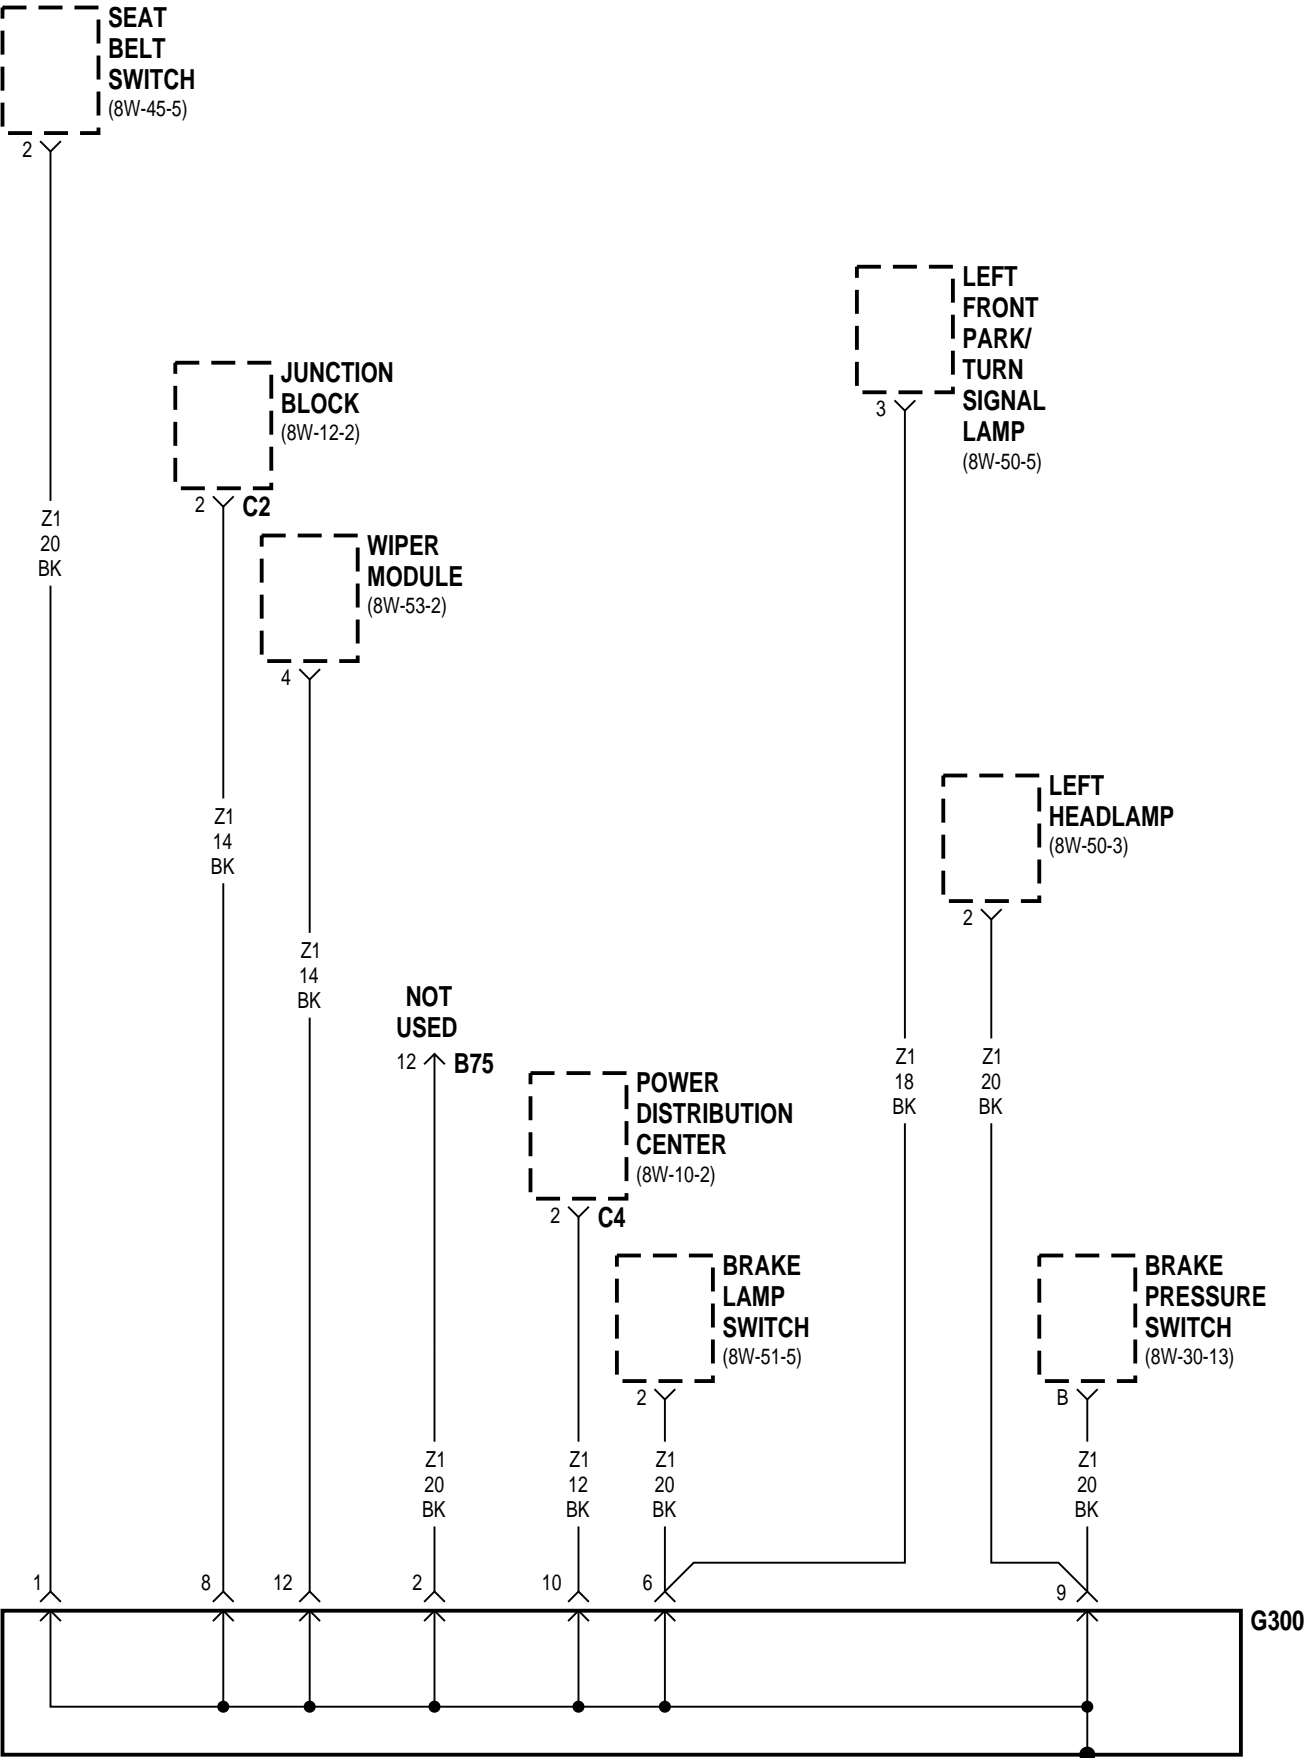 SEAT
BELT
SWITCH
(8W-45-5)
2
LEFT
FRONT
PARK/
TURN
SIGNAL
LAMP
(8W-50-5)
3
JUNCTION
BLOCK
(8W-12-2)
2
C2
Z1
20
BK
WIPER
MODULE
(8W-53-2)
4
LEFT
HEADLAMP
(8W-50-3)
2
Z1
14
BK
Z1
14
BK
NOT
USED
12
B75
Z1
18
BK
Z1
20
BK
POWER
DISTRIBUTION
CENTER
(8W-10-2)
2
C4
BRAKE
LAMP
SWITCH
(8W-51-5)
2
BRAKE
PRESSURE
SWITCH
(8W-30-13)
B
Z1
20
BK
Z1
12
BK
Z1
20
BK
Z1
20
BK
1
8
12
2
10
6
9
G300